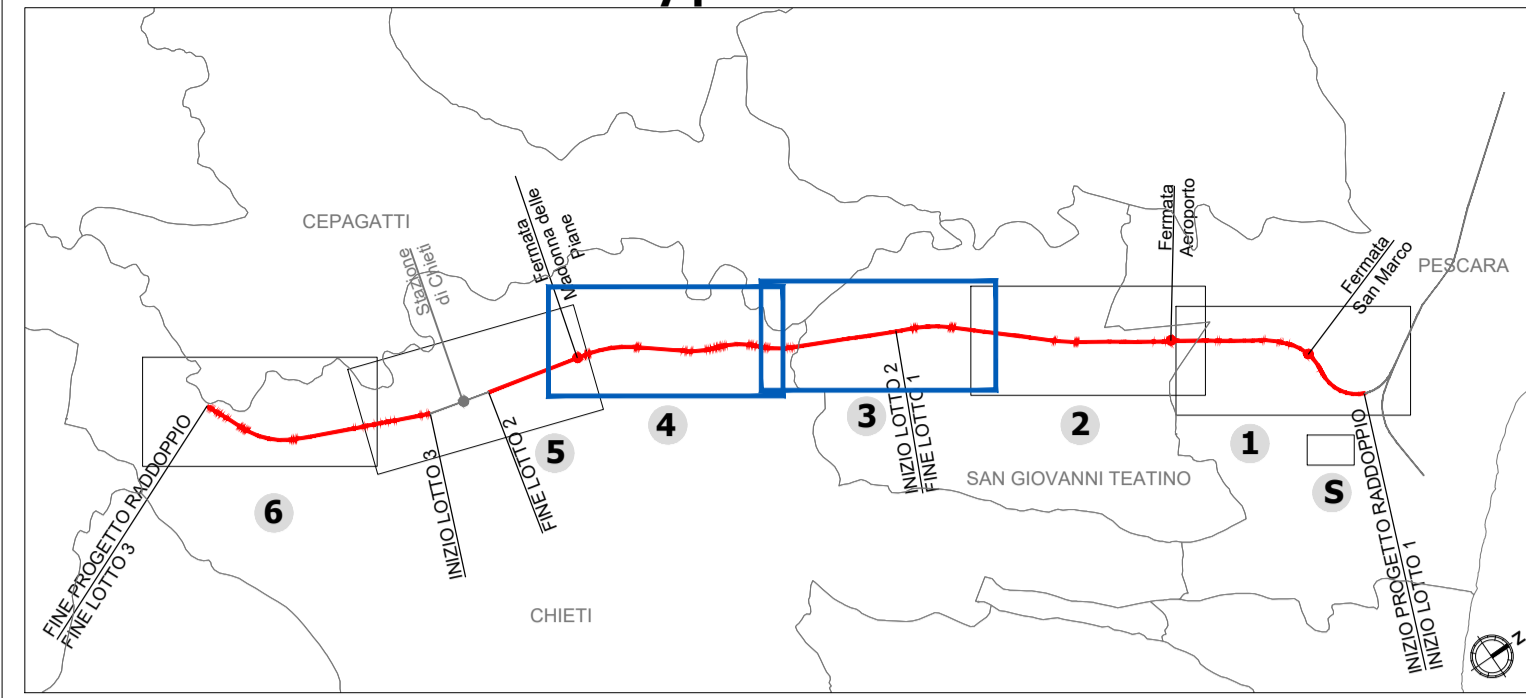 CEPAGATTI
Stazione
di Chieti
Fermata
Madonna delle
Piane
Fermata
Aeroporto
Fermata
San Marco
PESCARA
INIZIO LOTTO 2
FINE LOTTO 1
4
3
2
1
5
6
S
SAN GIOVANNI TEATINO
FINE PROGETTO RADDOPPIO
FINE LOTTO 3
INIZIO LOTTO 3
FINE LOTTO 2
INIZIO PROGETTO RADDOPPIO
INIZIO LOTTO 1
CHIETI
N